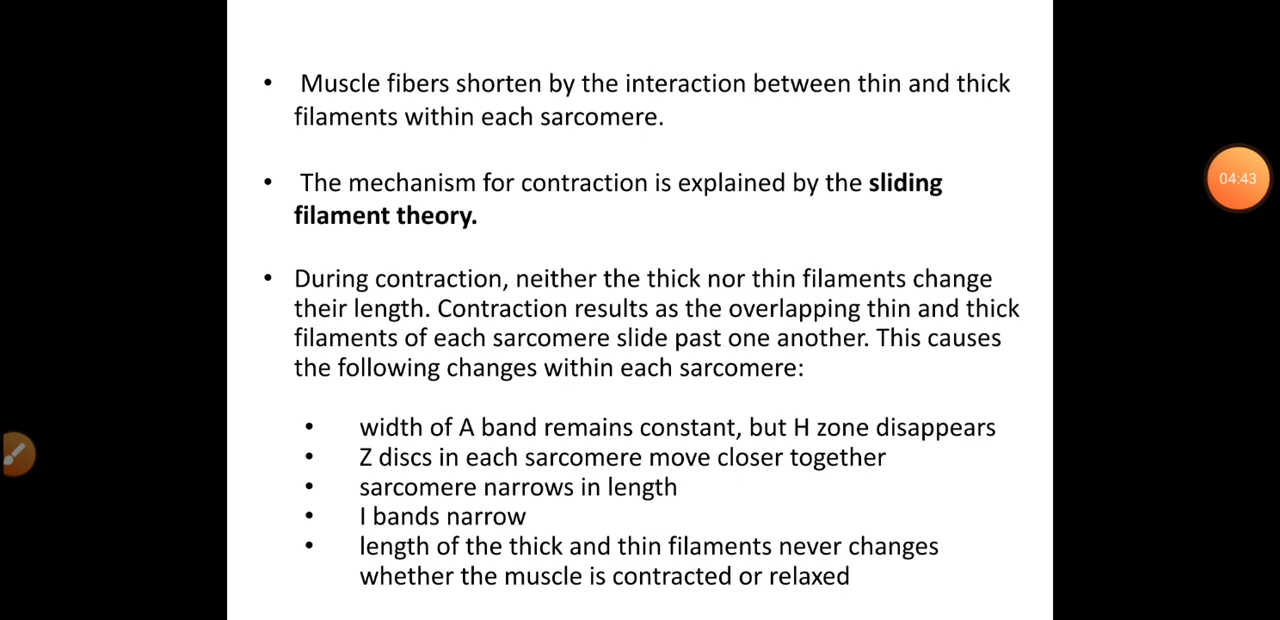 • Muscle fibers shorten by the interaction between thin and thick
filaments within each sarcomere.
• The mechanism for contraction is explained by the sliding
filament theory.
04:43
• During contraction, neither the thick nor thin filaments change
their length. Contraction results as the overlapping thin and thick
filaments of each sarcomere slide past one another. This causes
the following changes within each sarcomere:
• width of A band remains constant, but H zone disappears
• Z discs in each sarcomere move closer together
• sarcomere narrows in length
• I bands narrow
• length of the thick and thin filaments never changes
whether the muscle is contracted or relaxed